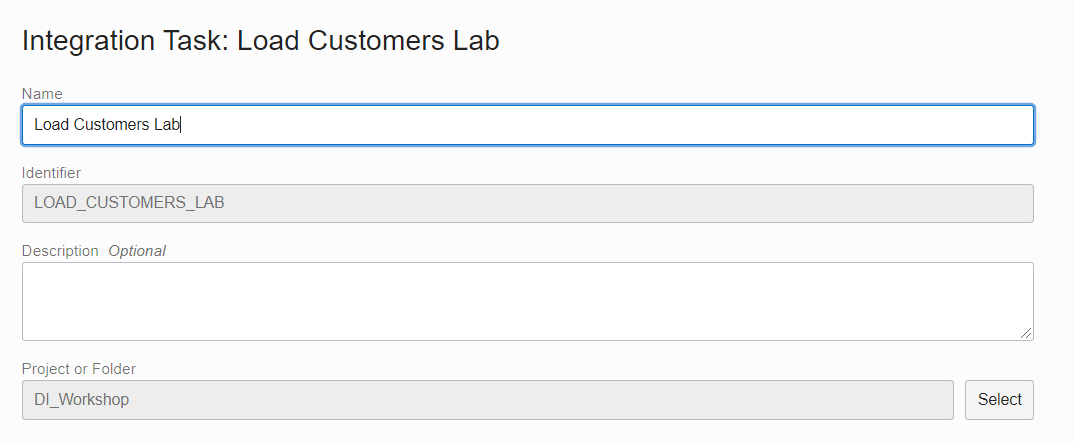 Integration Task: Load Customers Lab
Name
Load Customers Lab
Identifier
LOAD_CUSTOMERS_LAB
Description Optional
Project or Folder
DI_Workshop Select